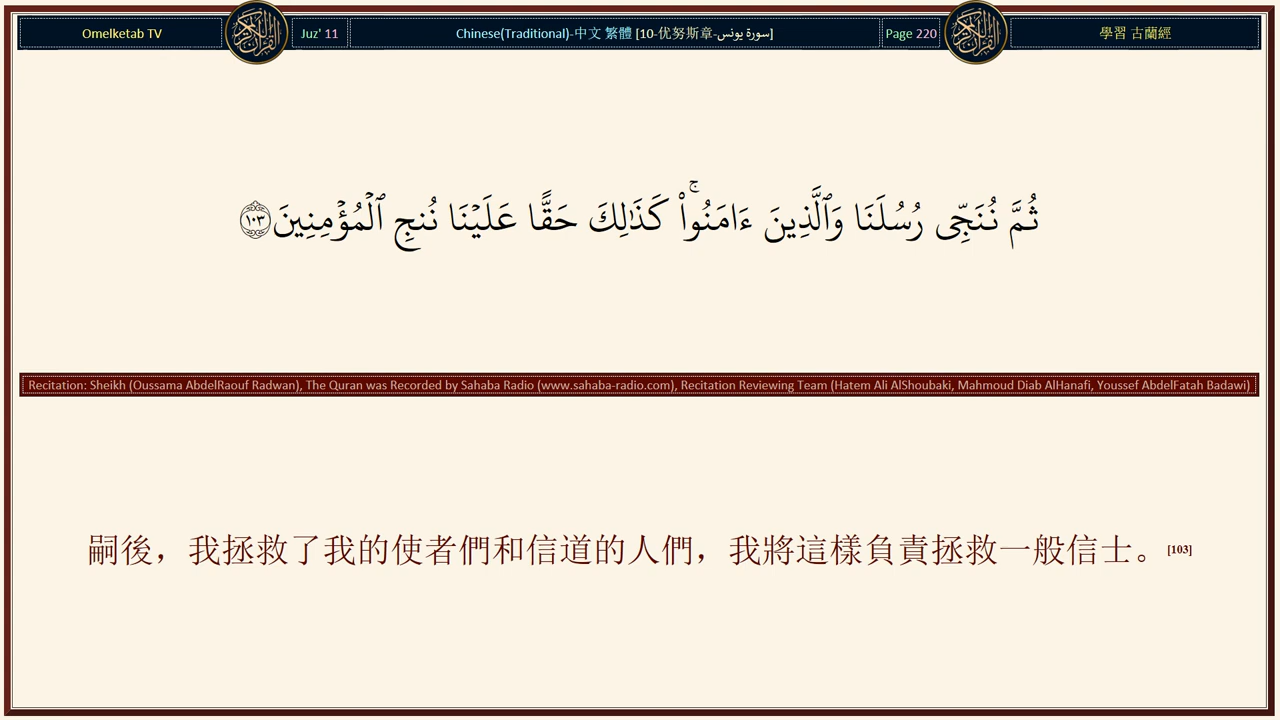 Omelketab TV
Juz' 11
Chinese(Traditional)-中文 繁體 [10-优努斯章-سورة يونس]
Page 220
學習 古蘭經
ثُمَّ نُنَجِّى رُسُلَنَا وَٱلَّذِينَ ءَامَنُوا۟ ۚ كَذَٰلِكَ حَقًّا عَلَيْنَا نُنجِ ٱلْمُؤْمِنِينَ ١٠٣
Recitation: Sheikh (Oussama AbdelRaouf Radwan), The Quran was Recorded by Sahaba Radio (www.sahaba-radio.com), Recitation Reviewing Team (Hatem Ali AlShoubaki, Mahmoud Diab AlHanafi, Youssef AbdelFatah Badawi)
嗣後，我拯救了我的使者們和信道的人們，我將這樣負責拯救一般信士。[103]